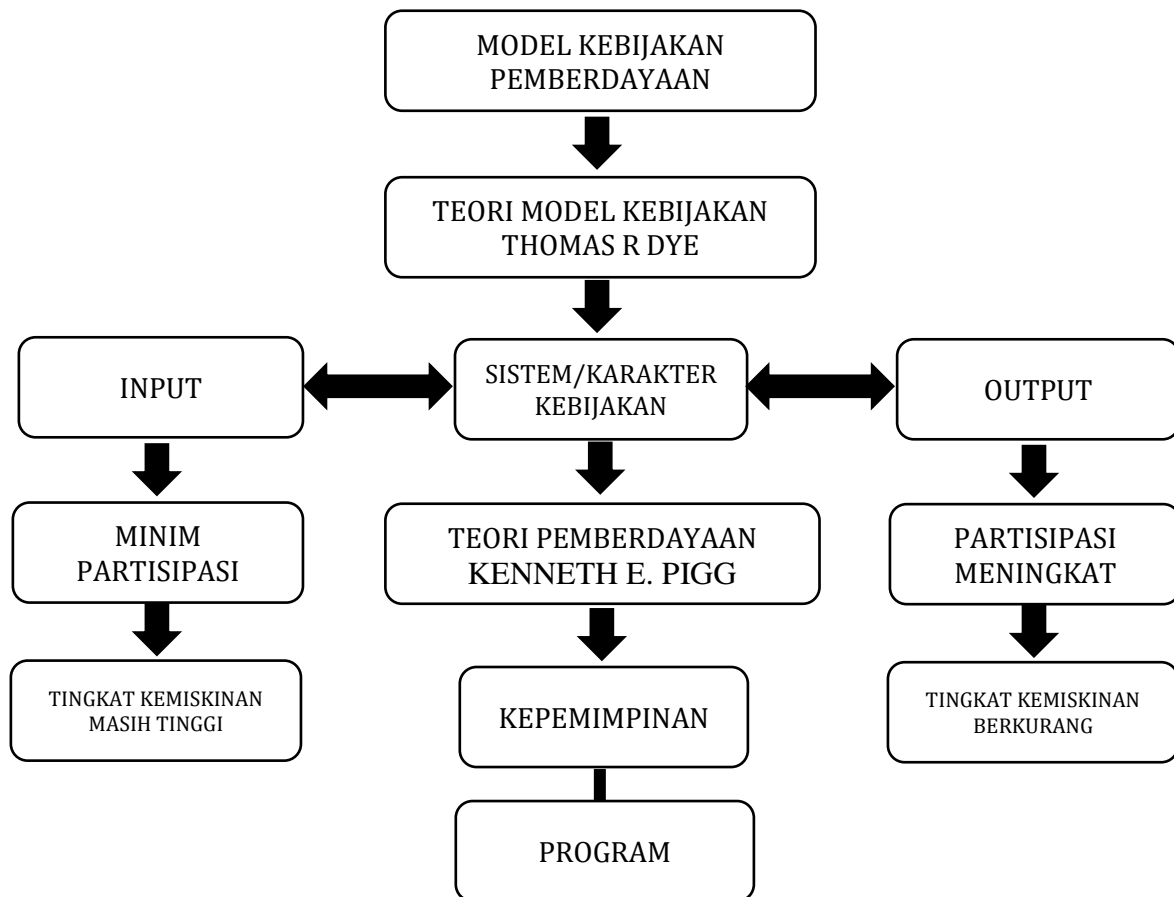 MODEL KEBIJAKAN
PEMBERDAYAAN
TEORI MODEL KEBIJAKAN
THOMAS R DYE
INPUT
SISTEM/KARAKTER
KEBIJAKAN
OUTPUT
MINIM
PARTISIPASI
TEORI PEMBERDAYAAN
KENNETH E. PIGG
PARTISIPASI
MENINGKAT
TINGKAT KEMISKINAN
MASIH TINGGI
KEPEMIMPINAN
TINGKAT KEMISKINAN
BERKURANG
PROGRAM